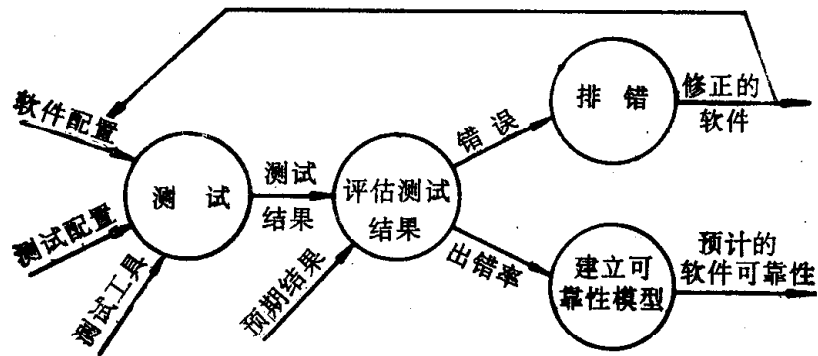 软件配置
测试配置
测试工具
测 试
测试
结果
预期结果
评估测试
结果
错误
出错率
排 错
修正的
软件
建立可
靠性模型
预计的
软件可靠性